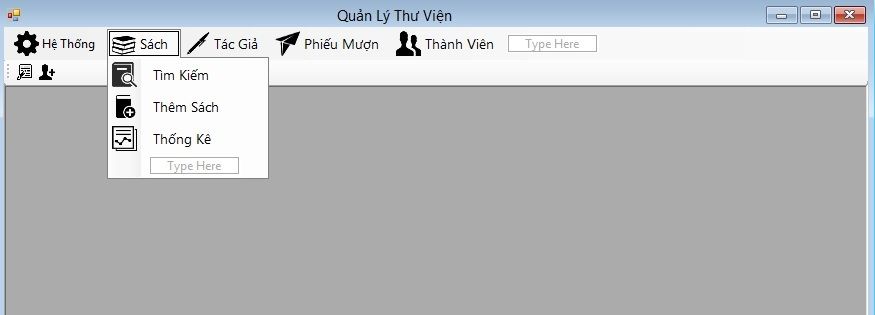 Quản Lý Thư Viện
Hệ Thống Sách Tác Giả Phiếu Mượn Thành Viên Type Here
Tìm Kiếm
Thêm Sách
Thống Kê
Type Here